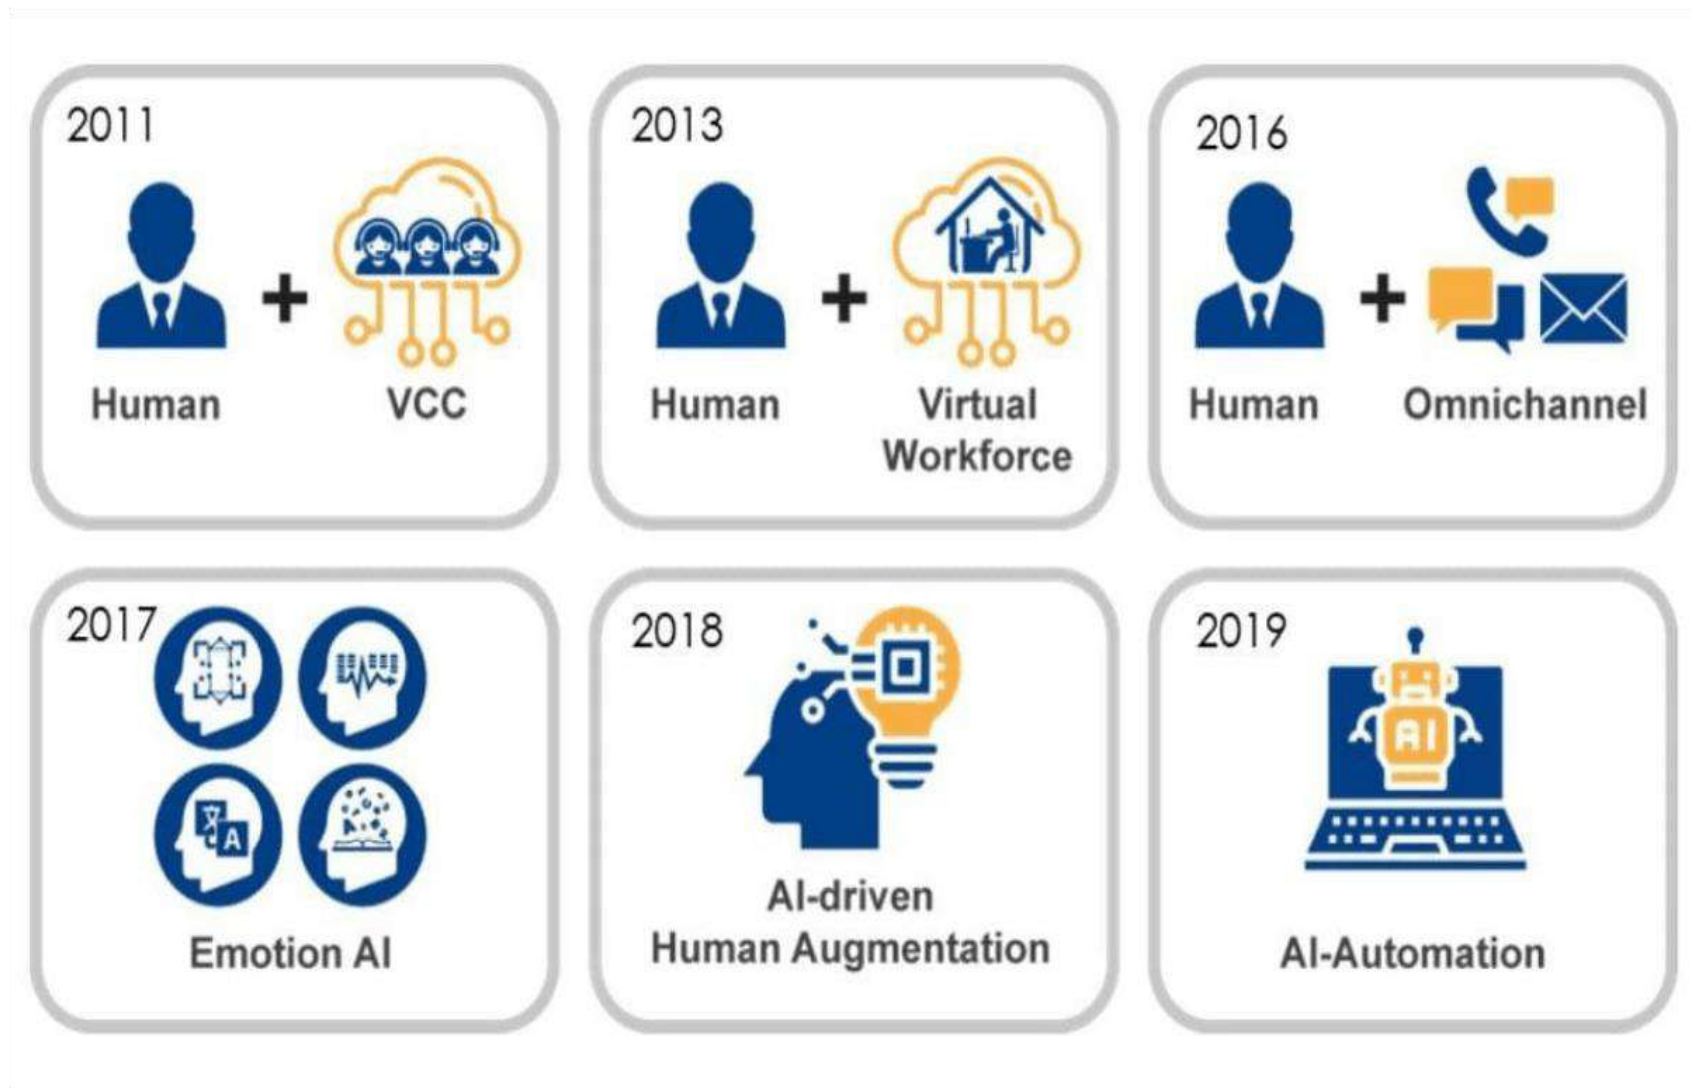 2011
Human
+
VCC
2013
Human
+
Virtual
Workforce
2016
Human
+
Omnichannel
2017
文
A
Emotion AI
2018
AI-driven
Human Augmentation
2019
AI
AI-Automation